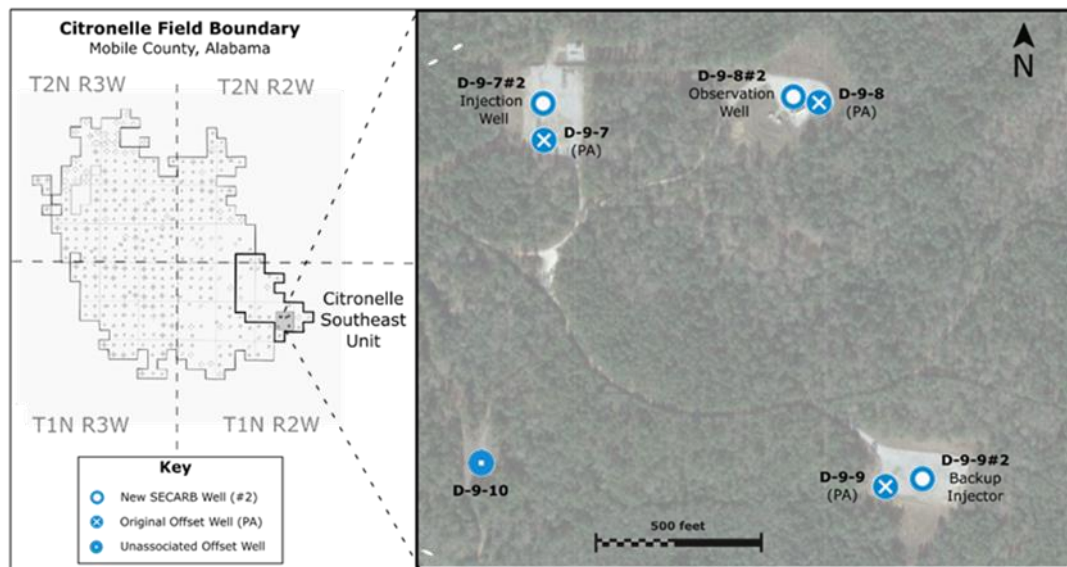 Citronelle Field Boundary
Mobile County, Alabama
T2N R3W
T2N R2W
Citronelle
Southeast
Unit
T1N R3W
T1N R2W
Key
New SECARB Well (#2)
Original Offset Well (PA)
Unassociated Offset Well
N
D-9-7#2
Injection
Well
D-9-7
(PA)
D-9-8#2
Observation
Well
D-9-8
(PA)
D-9-10
D-9-9
(PA)
D-9-9#2
Backup
Injector
500 feet